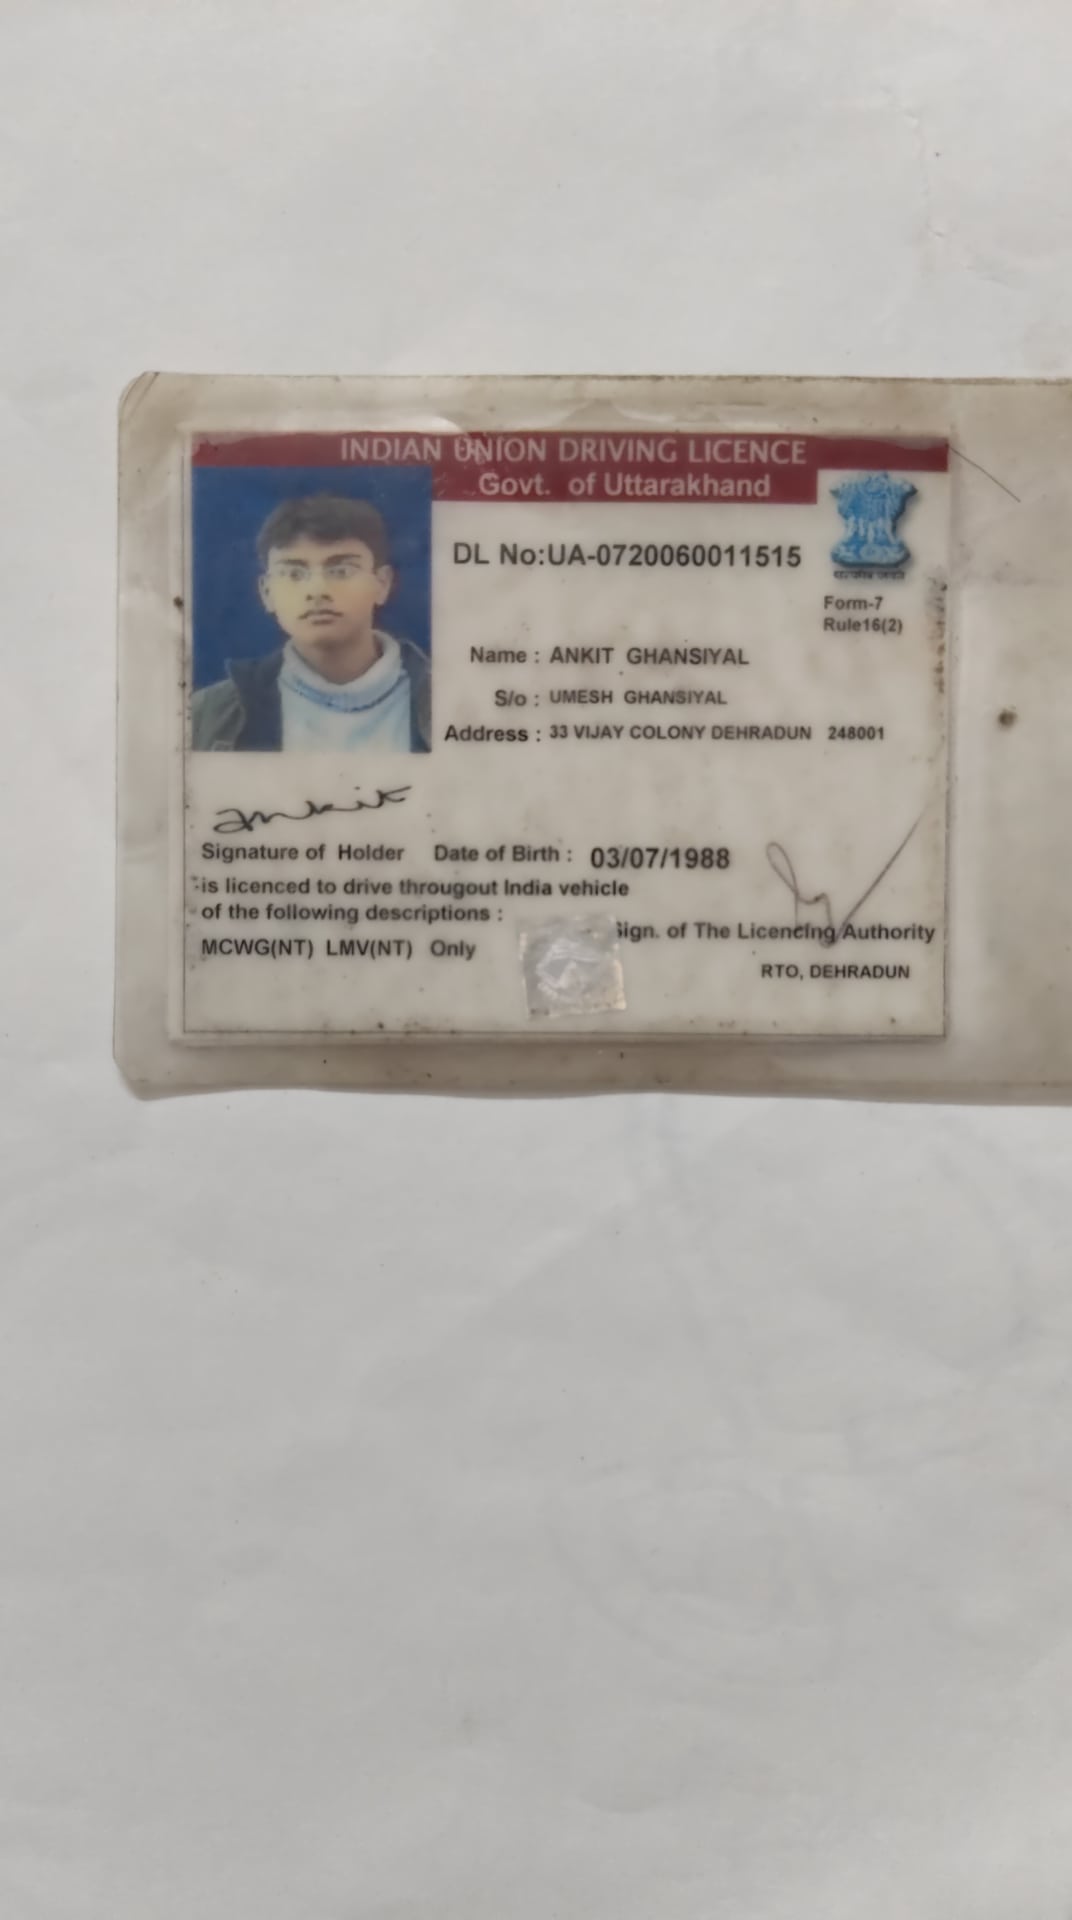 INDIAN UNION DRIVING LICENCE
Govt. of Uttarakhand
DL No:UA-0720060011515
Form-7
Rule16(2)
Name : ANKIT GHANSIYAL
S/o : UMESH GHANSIYAL
Address : 33 VIJAY COLONY DEHRADUN 248001
ankit
Signature of Holder Date of Birth : 03/07/1988
is licenced to drive througout India vehicle
of the following descriptions :
Sign. of The Licencing Authority
MCWG(NT) LMV(NT) Only
RTO, DEHRADUN